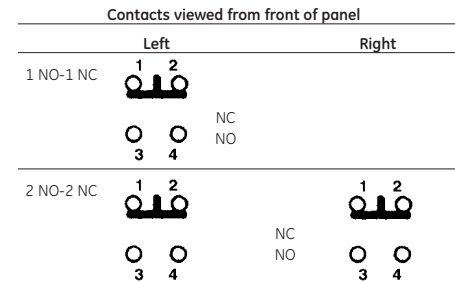 Contacts viewed from front of panel
Left Right
1 NO-1 NC
1 2
NC
NO
3 4
2 NO-2 NC
1 2 1 2
NC
NO
3 4 3 4